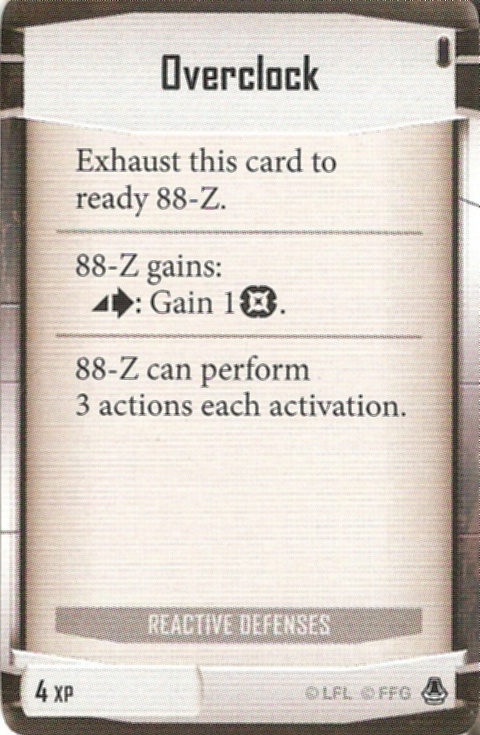 Overclock
Exhaust this card to
ready 88-Z.
88-Z gains:
: Gain 1 .
88-Z can perform
3 actions each activation.
REACTIVE DEFENSES
4 XP
© LFL © FFG